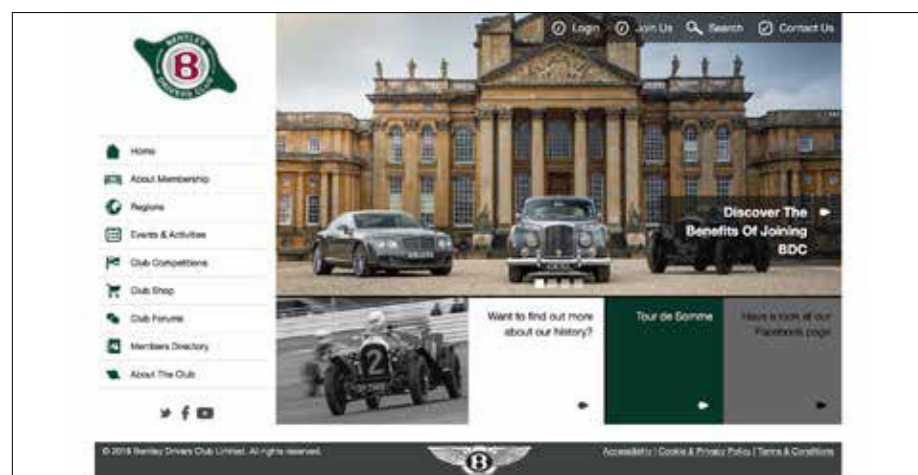 BENTLEY
B
DRIVERS CLUB
Login Join Us Search Contact Us
Home
About Membership
Regions
Events & Activities
Club Competitions
Club Shop
Club Forums
Members Directory
About The Club
Discover The
Benefits Of Joining
BDC
2
Want to find out more
about our history?
Tour de Somme
Have a look at our
Facebook page
© 2018 Bentley Drivers Club Limited. All rights reserved.
B
Accessibility | Cookie & Privacy Policy | Terms & Conditions